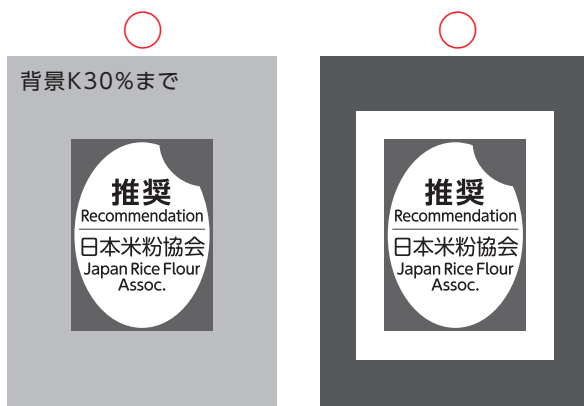 背景K30%まで
推奨
Recommendation
日本米粉協会
Japan Rice Flour
Assoc.
推奨
Recommendation
日本米粉協会
Japan Rice Flour
Assoc.